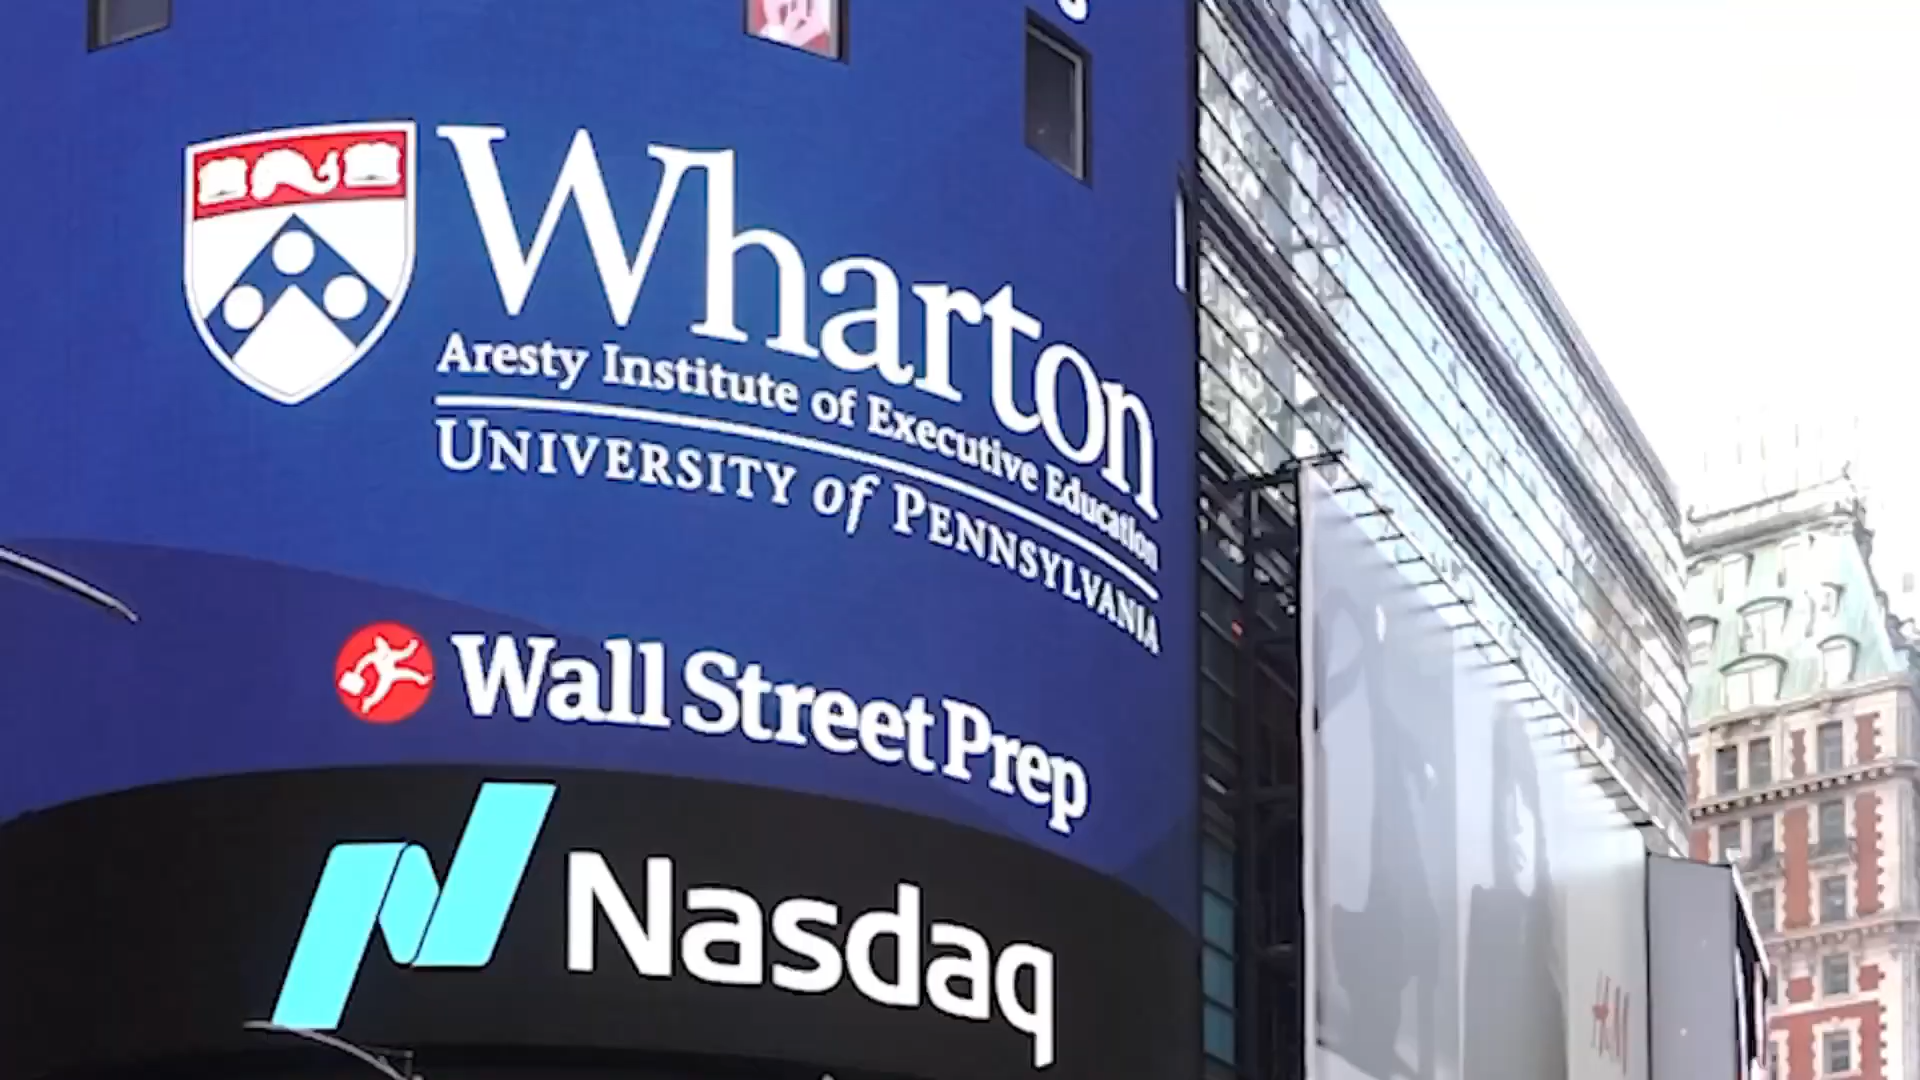 Wharton
Aresty Institute of Executive Education
UNIVERSITY of PENNSYLVANIA
Wall Street Prep
Nasdaq
H&M